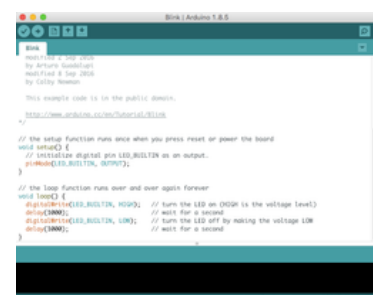 Blink | Arduino 1.8.5
Blink
modified 2 Sep 2016
by Arturo Guadalupi
modified 8 Sep 2016
by Colby Newman
This example code is in the public domain.
http://www.arduino.cc/en/Tutorial/Blink
*/
// the setup function runs once when you press reset or power the board
void setup() {
// initialize digital pin LED_BUILTIN as an output.
pinMode(LED_BUILTIN, OUTPUT);
}
// the loop function runs over and over again forever
void loop() {
digitalWrite(LED_BUILTIN, HIGH);   // turn the LED on (HIGH is the voltage level)
delay(1000);                       // wait for a second
digitalWrite(LED_BUILTIN, LOW);    // turn the LED off by making the voltage LOW
delay(1000);                       // wait for a second
}